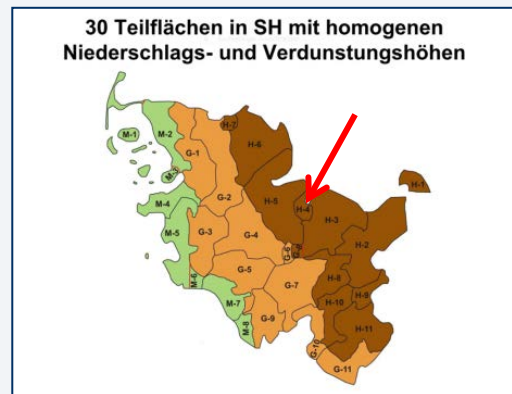 30 Teilflächen in SH mit homogenen
Niederschlags- und Verdunstungshöhen
M-1
M-2
G-1
H-7
H-6
H-1
M-3
M-4
G-2
H-5
H-4
H-3
M-5
G-3
G-4
H-2
G-6
M-6
G-5
G-7
H-8
M-7
H-10
H-9
M-8
G-9
H-11
G-10
G-11